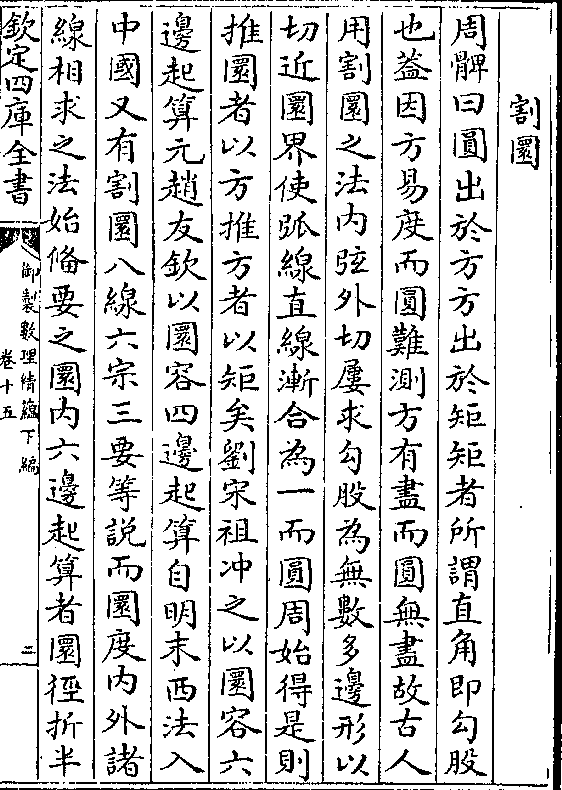 割圜
周髀曰圓出於方方出於矩矩者所謂直角即勾股
也葢因方易度而圓難測方有盡而圓無盡故古人
用割圜之法内弦外切屢求勾股為無數多邊形以
切近圜界使弧線直線漸合為一而圓周始得是則
推圜者以方推方者以矩矣劉宋祖冲之以圜容六
邊起算元趙友欽以圜容四邊起算自明末西法入
中國又有割圜八線六宗三要等説而圜度内外諸
線相求之法始備要之圜内六邊起算者圜徑折半
欽定四庫全書
御製數理精蘊下編
卷十五
二